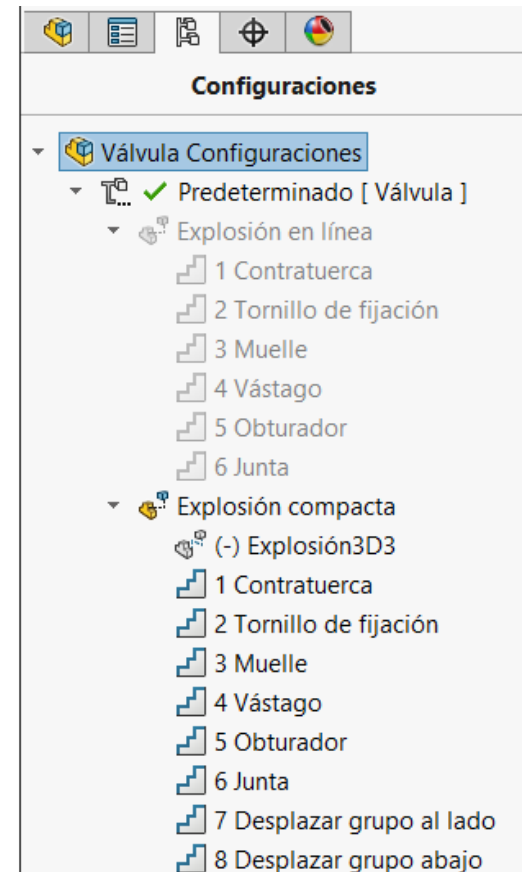 Configuraciones
Válvula Configuraciones
Predeterminado [ Válvula ]
Explosión en línea
1 Contratuerca
2 Tornillo de fijación
3 Muelle
4 Vástago
5 Obturador
6 Junta
Explosión compacta
(-) Explosión3D3
1 Contratuerca
2 Tornillo de fijación
3 Muelle
4 Vástago
5 Obturador
6 Junta
7 Desplazar grupo al lado
8 Desplazar grupo abajo